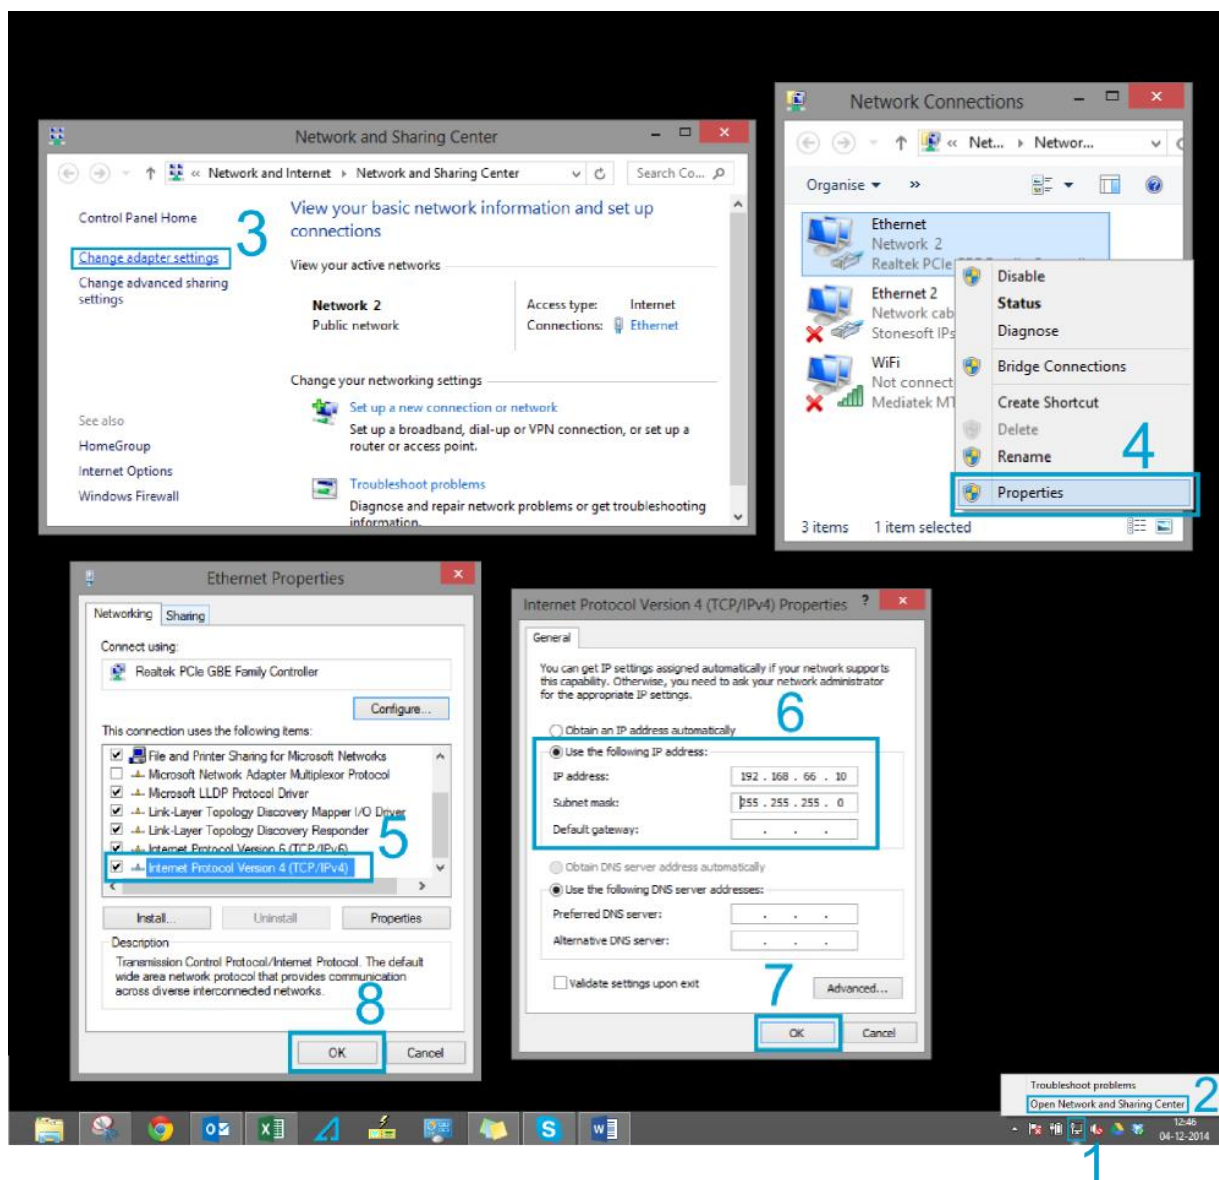 Network and Sharing Center
« Network and Internet ▸ Network and Sharing Center
Search Co...
Control Panel Home
3
Change adapter settings
Change advanced sharing
settings
See also
HomeGroup
Internet Options
Windows Firewall
View your basic network information and set up
connections
View your active networks
Network 2
Public network
Access type: Internet
Connections: Ethernet
Change your networking settings
Set up a new connection or network
Set up a broadband, dial-up or VPN connection, or set up a
router or access point.
Troubleshoot problems
Diagnose and repair network problems or get troubleshooting
information.
Network Connections
« Net... ▸ Networ...
Organise »
Ethernet
Network 2
Realtek PCIe
Ethernet 2
Network cab
Stonesoft IPs
WiFi
Not connect
Mediatek MT
Disable
Status
Diagnose
Bridge Connections
Create Shortcut
Delete
Rename
4
Properties
3 items 1 item selected
Ethernet Properties
Networking Sharing
Connect using:
Realtek PCIe GBE Family Controller
Configure...
This connection uses the following items:
File and Printer Sharing for Microsoft Networks
Microsoft Network Adapter Multiplexor Protocol
Microsoft LLDP Protocol Driver
Link-Layer Topology Discovery Mapper I/O Driver
Link-Layer Topology Discovery Responder
Internet Protocol Version 6 (TCP/IPv6)
5
Internet Protocol Version 4 (TCP/IPv4)
Install... Uninstall Properties
Description
Transmission Control Protocol/Internet Protocol. The default
wide area network protocol that provides communication
across diverse interconnected networks.
8
OK Cancel
Internet Protocol Version 4 (TCP/IPv4) Properties ?
General
You can get IP settings assigned automatically if your network supports
this capability. Otherwise, you need to ask your network administrator
for the appropriate IP settings.
6
Obtain an IP address automatically
Use the following IP address:
IP address: 192 . 168 . 66 . 10
Subnet mask: 255 . 255 . 255 . 0
Default gateway: . . .
Obtain DNS server address automatically
Use the following DNS server addresses:
Preferred DNS server: . . .
Alternative DNS server: . . .
Validate settings upon exit
7
Advanced...
OK Cancel
Troubleshoot problems
Open Network and Sharing Center
2
12:46
04-12-2014
1